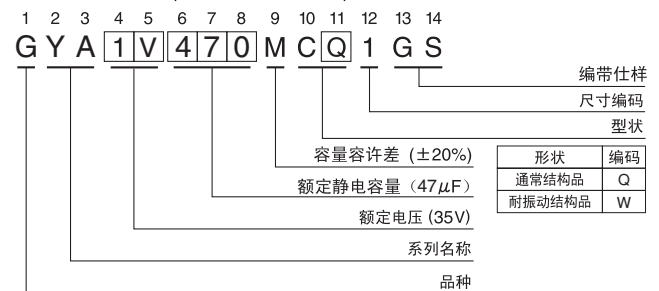 1 2 3 4 5 6 7 8 9 10 11 12 13 14
G Y A 1 V 4 7 0 M C Q 1 G S
编带仕样
尺寸编码
型状
容量容许差 (±20%)
形状 编码
额定静电容量（47μF）
通常结构品 Q
耐振动结构品 W
额定电压 (35V)
系列名称
品种